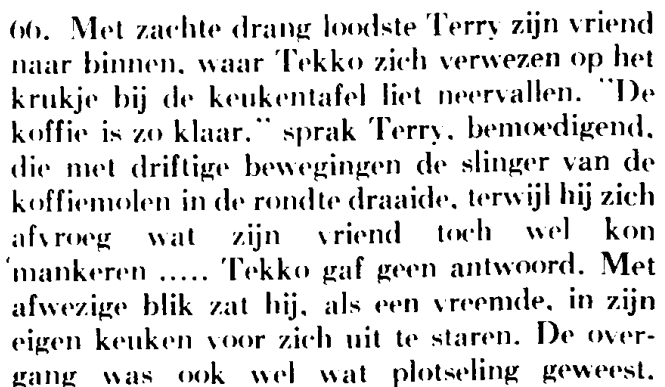 66. Met zachte drang loodste Terry zijn vriend
naar binnen, waar Tekko zich verwezen op het
krukje bij de keukentafel liet neervallen. "De
koffie is zo klaar." sprak Terry, bemoedigend,
die met driftige bewegingen de slinger van de
koffiemolen in de rondte draaide, terwijl hij zich
afvroeg wat zijn vriend toch wel kon
mankeren ..... Tekko gaf geen antwoord. Met
afwezige blik zat hij, als een vreemde, in zijn
eigen keuken voor zich uit te staren. De over-
gang was ook wel wat plotseling geweest.